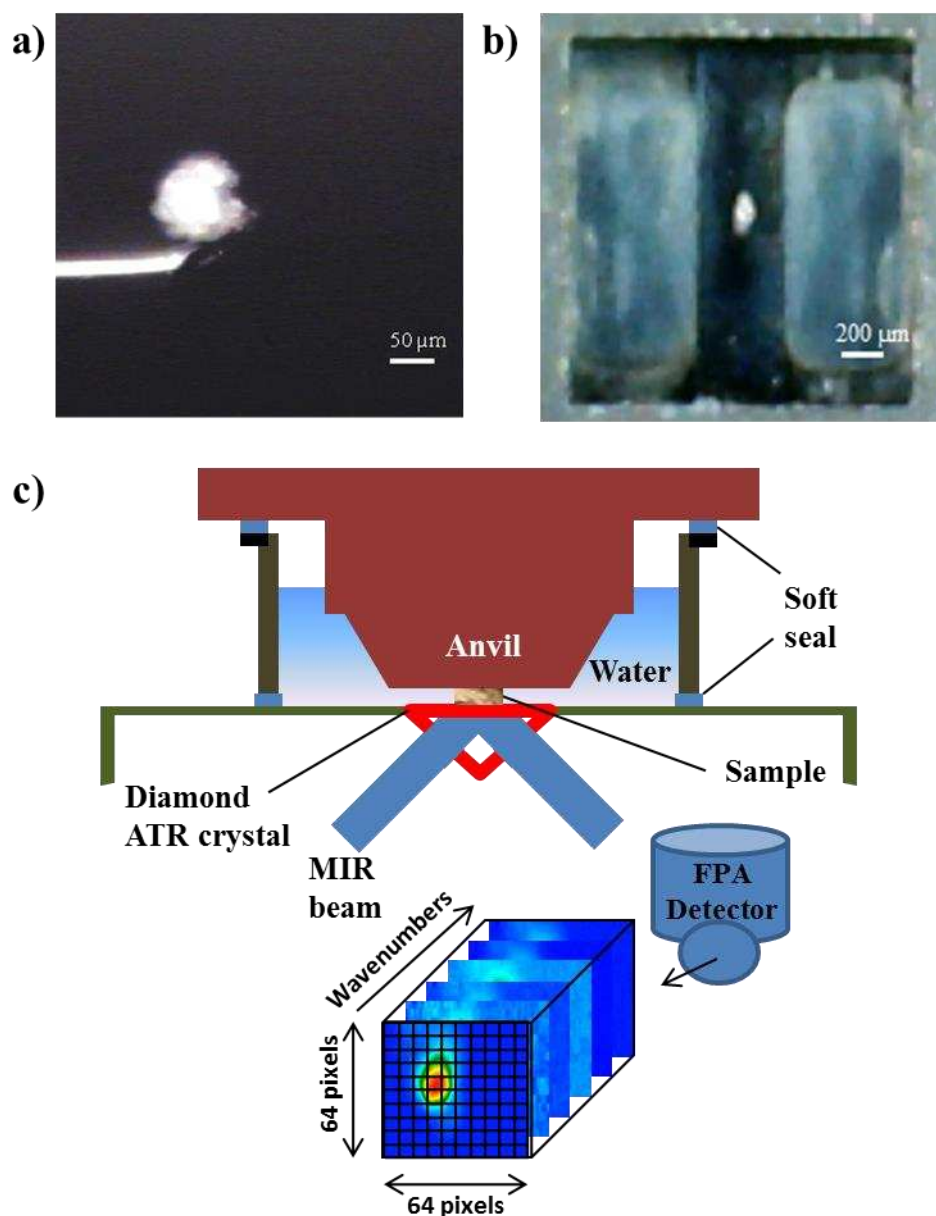 a)
b)
50 μm
200 μm
c)
Anvil
Water
Soft
seal
Diamond
ATR crystal
Sample
MIR
beam
FPA
Detector
Wavenumbers
64 pixels
64 pixels